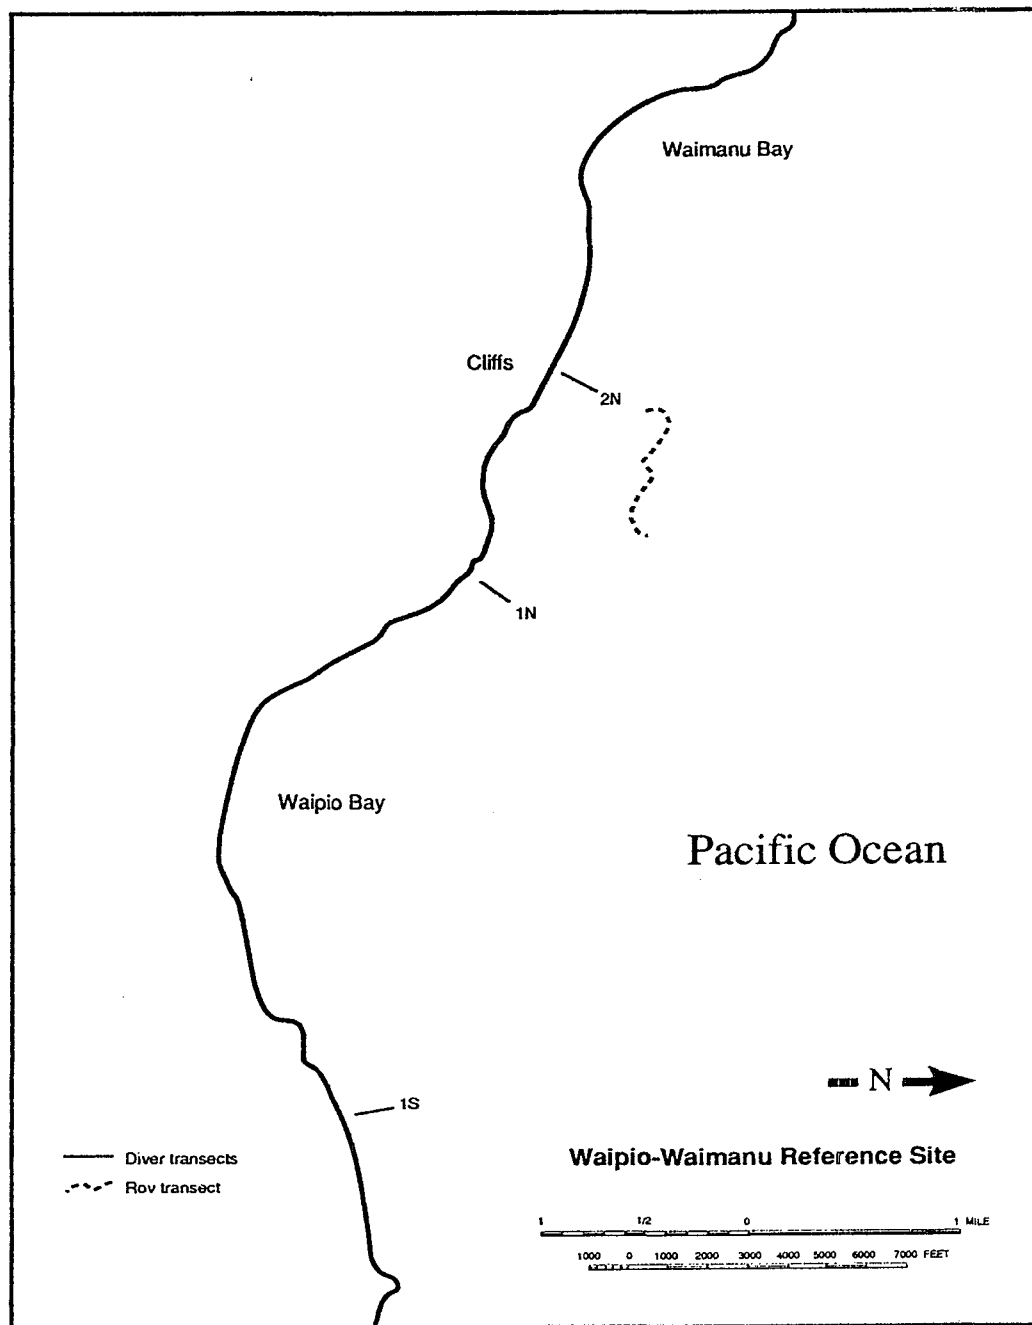 Waimanu Bay
Cliffs
2N
1N
Waipio Bay
Pacific Ocean
N
1S
Diver transects
Rov transect
Waipio-Waimanu Reference Site
1 1/2 0 1 MILE
1000 0 1000 2000 3000 4000 5000 6000 7000 FEET